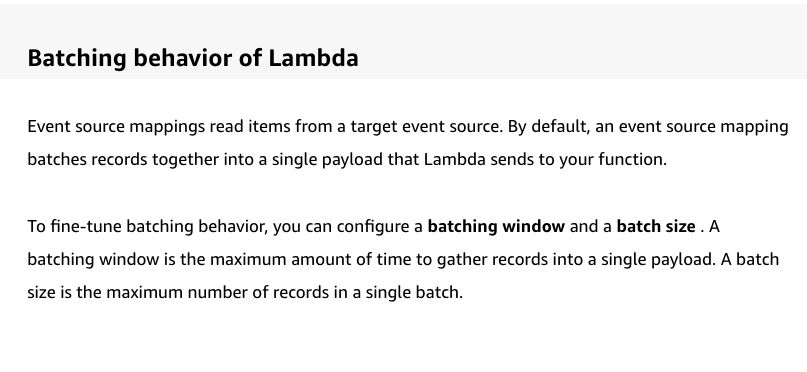 Batching behavior of Lambda
Event source mappings read items from a target event source. By default, an event source mapping
batches records together into a single payload that Lambda sends to your function.
To fine-tune batching behavior, you can configure a batching window and a batch size . A
batching window is the maximum amount of time to gather records into a single payload. A batch
size is the maximum number of records in a single batch.